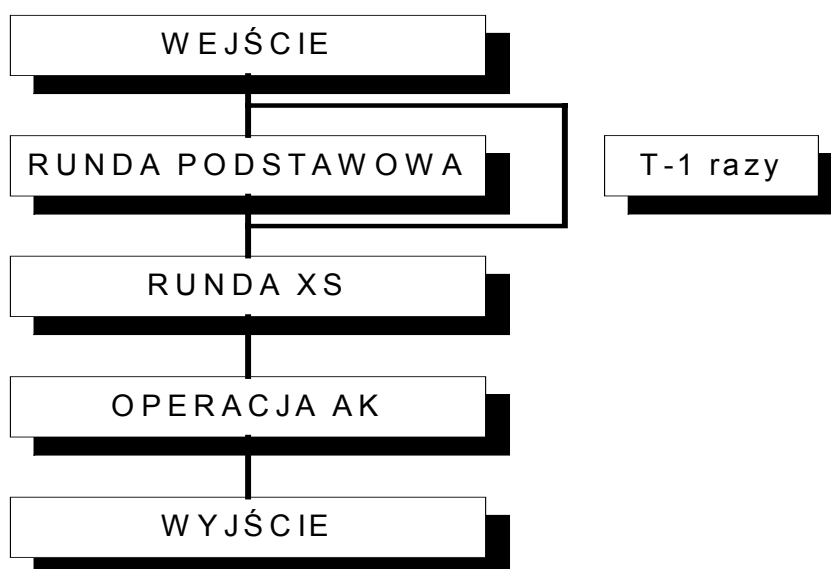 WEJŚCIE
RUNDA PODSTAWOWA
T-1 razy
RUNDA XS
OPERACJA AK
WYJŚCIE